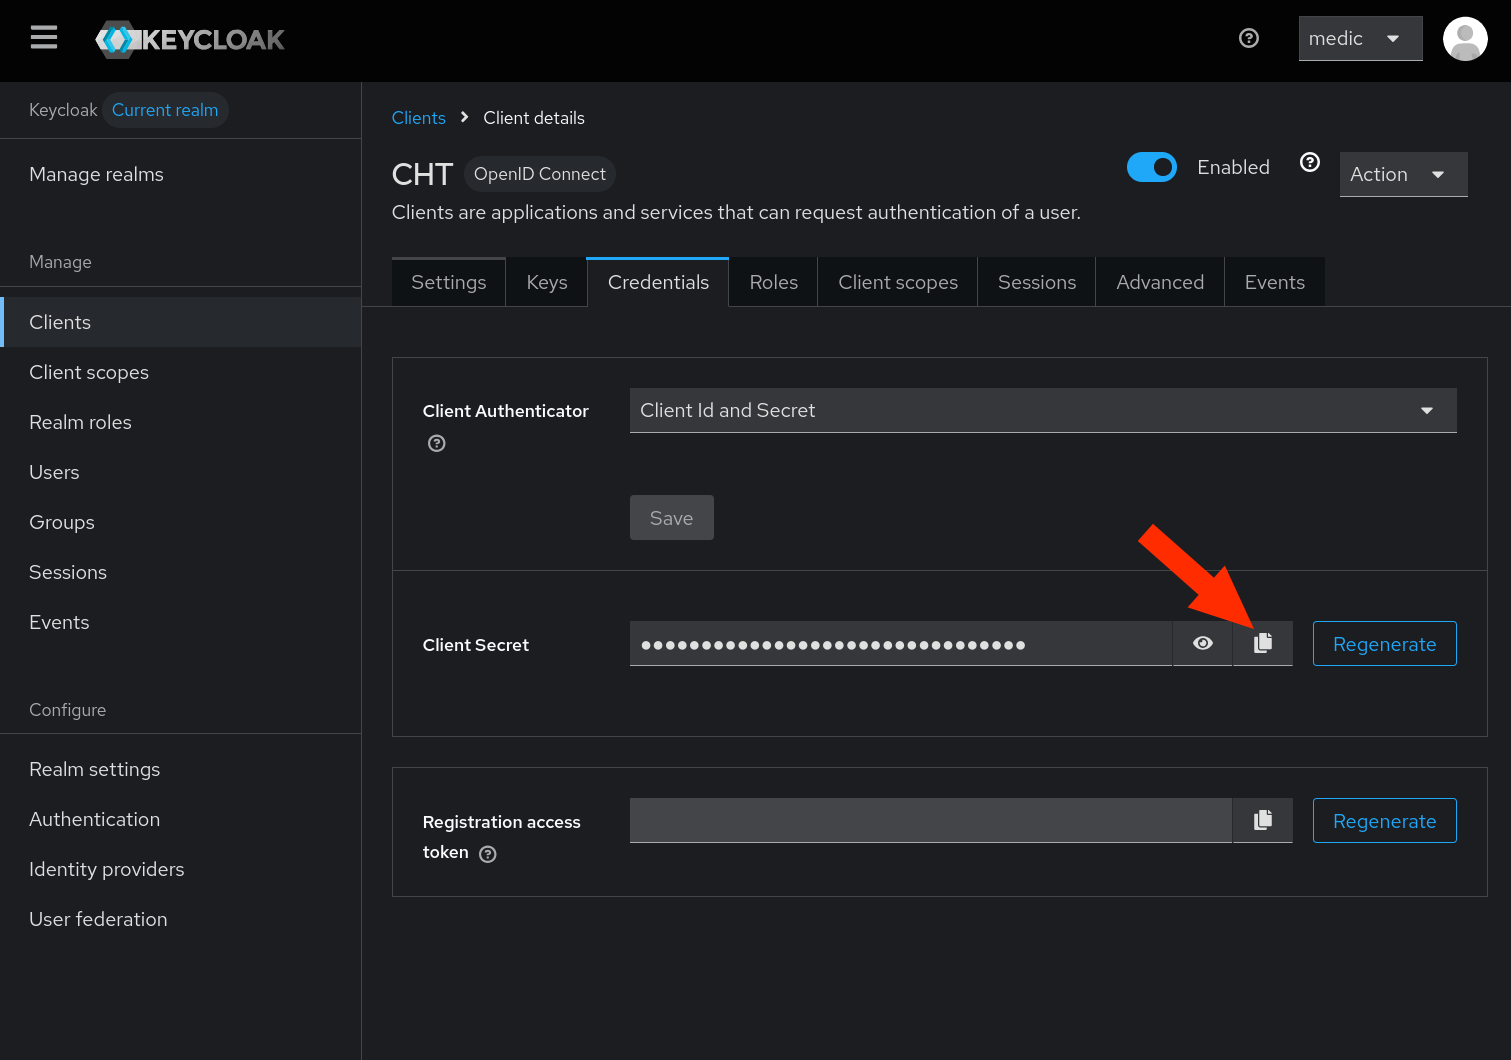 KEYCLOAK
medic
Keycloak Current realm
Manage realms
Manage
Clients
Client scopes
Realm roles
Users
Groups
Sessions
Events
Configure
Realm settings
Authentication
Identity providers
User federation
Clients > Client details
CHT OpenID Connect
Enabled
Action
Clients are applications and services that can request authentication of a user.
Settings Keys Credentials Roles Client scopes Sessions Advanced Events
Client Authenticator
Client Id and Secret
Save
Client Secret
••••••••••••••••••••••••••••••••
Regenerate
Registration access
token
Regenerate